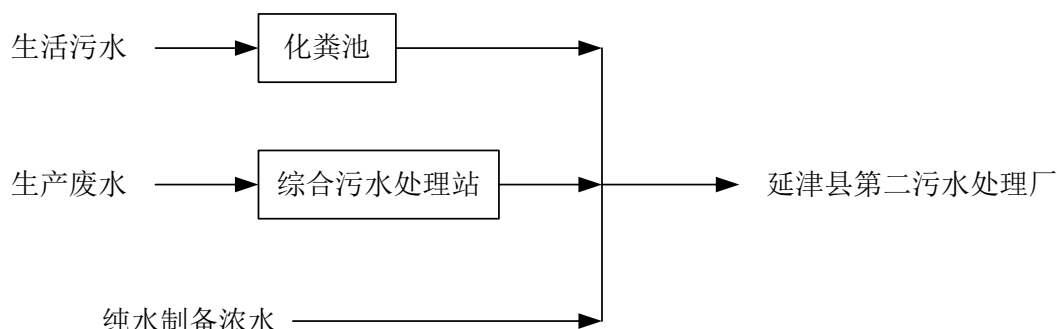 生活污水
化粪池
生产废水
综合污水处理站
延津县第二污水处理厂
纯水制备浓水